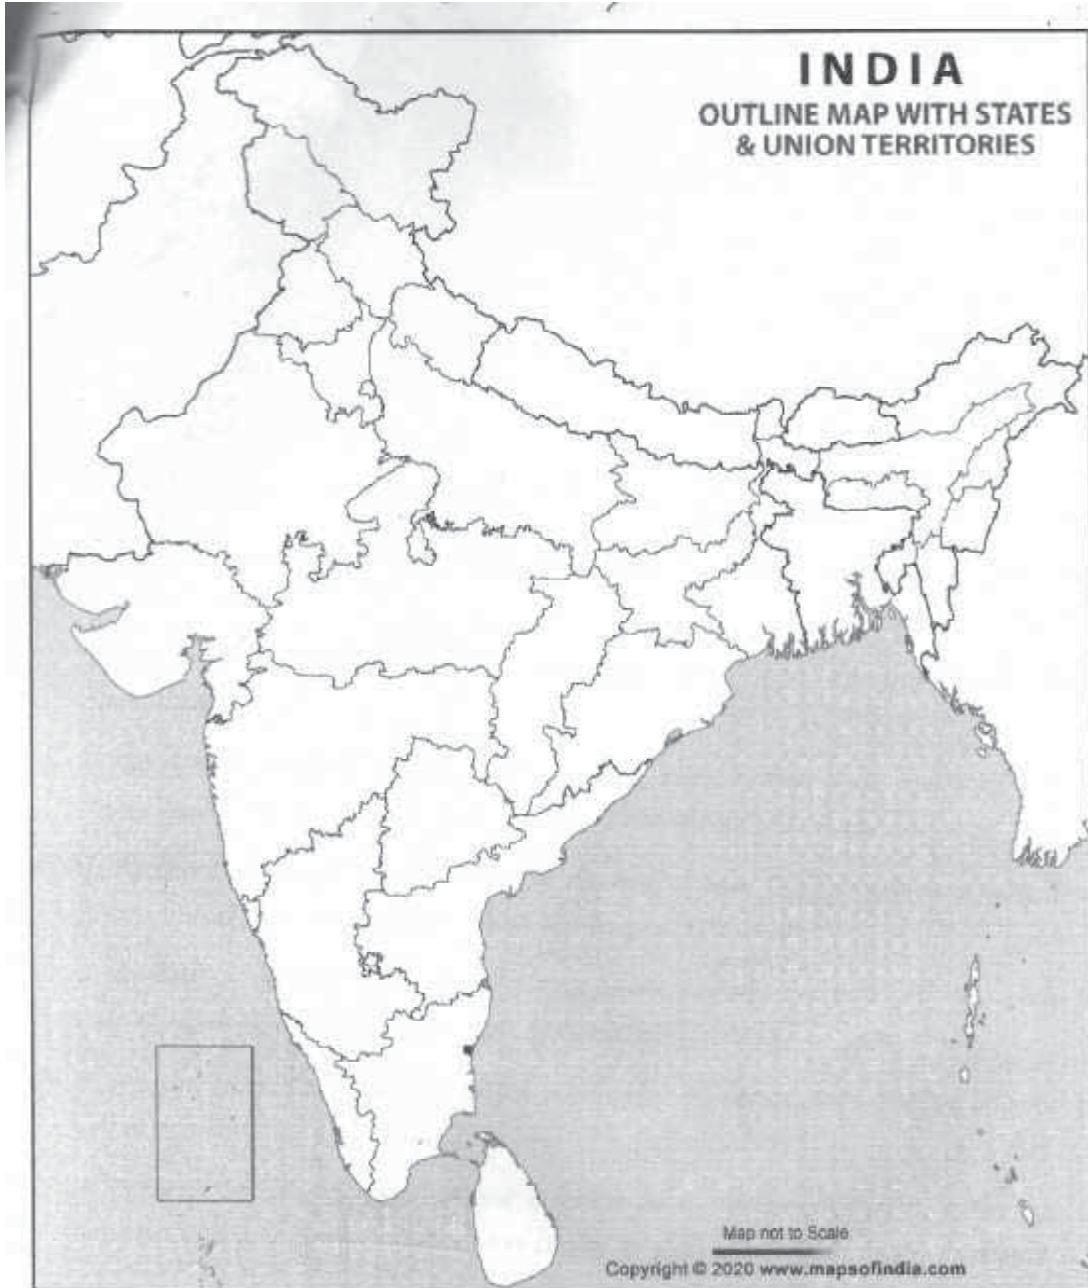 INDIA
OUTLINE MAP WITH STATES
& UNION TERRITORIES
Map not to Scale
Copyright © 2020 www.mapsofindia.com